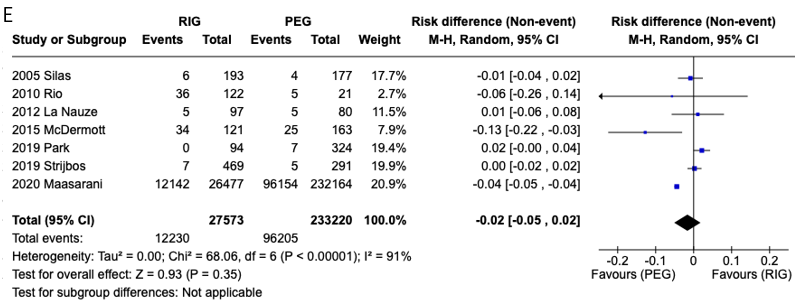 E
RIG PEG Risk difference (Non-event) Risk difference (Non-event)
Study or Subgroup Events Total Events Total Weight M-H, Random, 95% CI M-H, Random, 95% CI
2005 Silas 6 193 4 177 17.7% -0.01 [-0.04 , 0.02]
2010 Rio 36 122 5 21 2.7% -0.06 [-0.26 , 0.14]
2012 La Nauze 5 97 5 80 11.5% 0.01 [-0.06 , 0.08]
2015 McDermott 34 121 25 163 7.9% -0.13 [-0.22 , -0.03]
2019 Park 0 94 7 324 19.4% 0.02 [-0.00 , 0.04]
2019 Strijbos 7 469 5 291 19.9% 0.00 [-0.02 , 0.02]
2020 Maasarani 12142 26477 96154 232164 20.9% -0.04 [-0.05 , -0.04]
Total (95% CI) 27573 233220 100.0% -0.02 [-0.05 , 0.02]
Total events: 12230 96205
Heterogeneity: Tau² = 0.00; Chi² = 68.06, df = 6 (P < 0.00001); I² = 91%
-0.2 -0.1 0 0.1 0.2
Test for overall effect: Z = 0.93 (P = 0.35)
Favours (PEG) Favours (RIG)
Test for subgroup differences: Not applicable